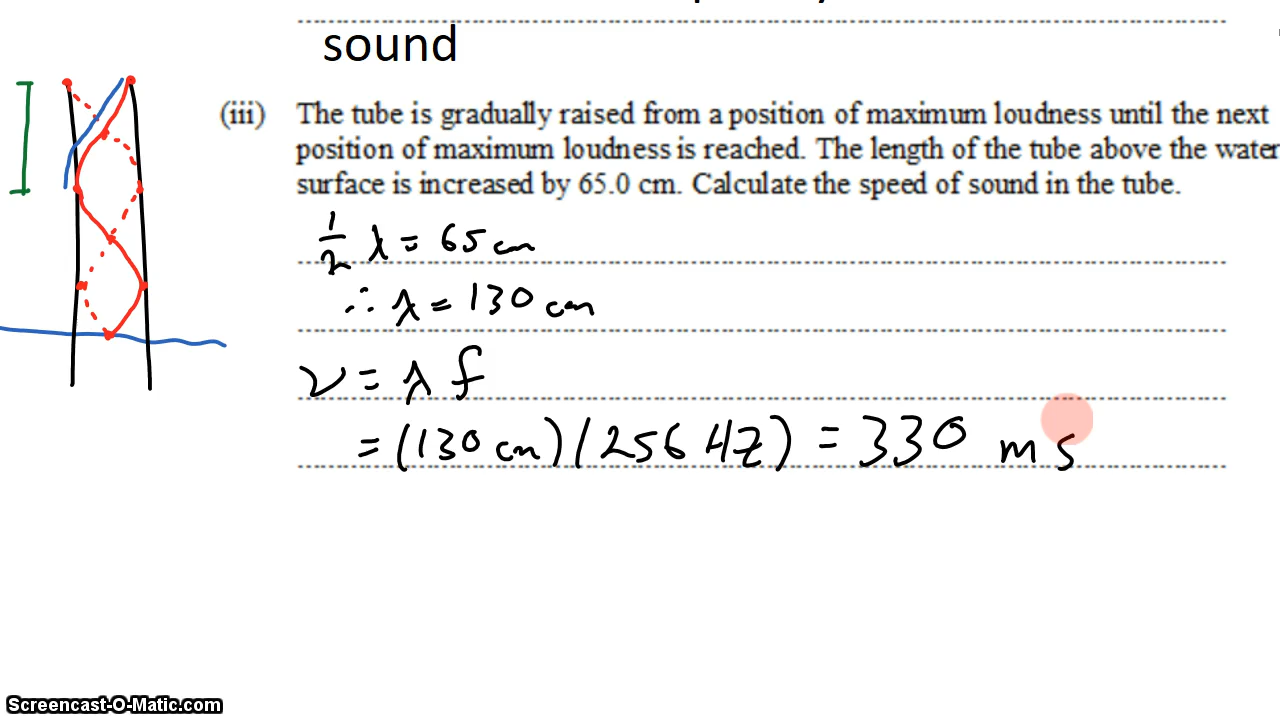 sound
(iii) The tube is gradually raised from a position of maximum loudness until the next
position of maximum loudness is reached. The length of the tube above the water
surface is increased by 65.0 cm. Calculate the speed of sound in the tube.
1/2 λ = 65 cm
∴ λ = 130 cm
v = λ f
= (130 cm)(256 Hz) = 330 m s
Screencast-O-Matic.com